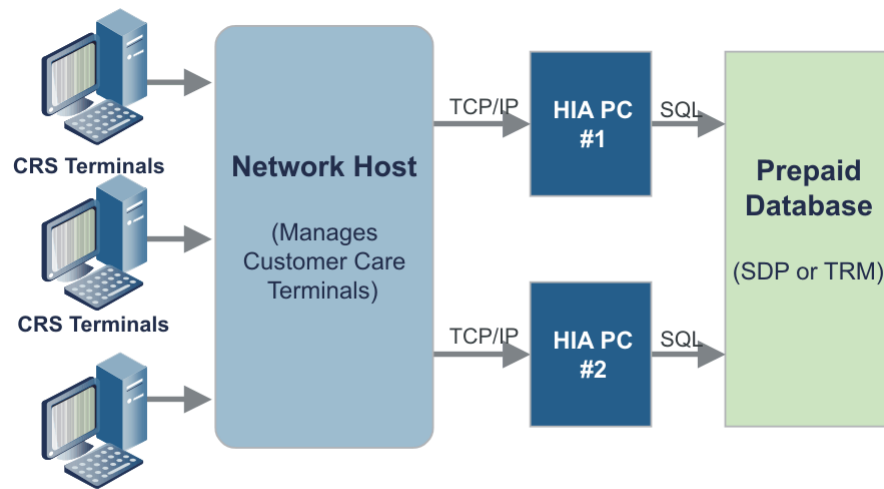 CRS Terminals
CRS Terminals
Network Host
(Manages
Customer Care
Terminals)
TCP/IP
HIA PC
#1
SQL
TCP/IP
HIA PC
#2
SQL
Prepaid
Database
(SDP or TRM)